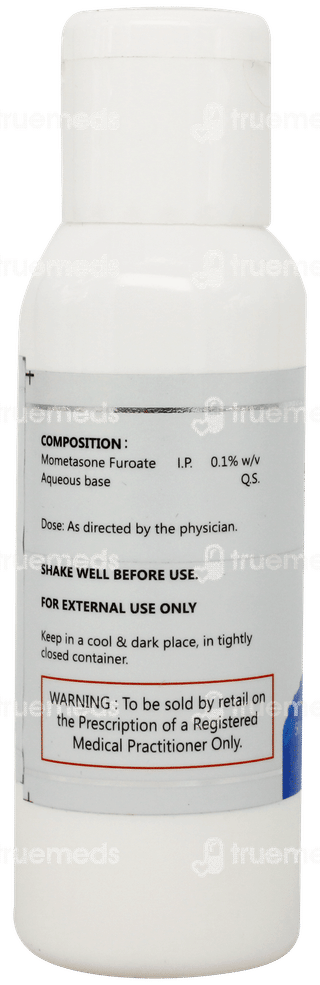 COMPOSITION :
Mometasone Furoate I.P. 0.1% w/v
Aqueous base Q.S.
Dose: As directed by the physician.
SHAKE WELL BEFORE USE.
FOR EXTERNAL USE ONLY
Keep in a cool & dark place, in tightly
closed container.
WARNING : To be sold by retail on
the Prescription of a Registered
Medical Practitioner Only.
truemeds